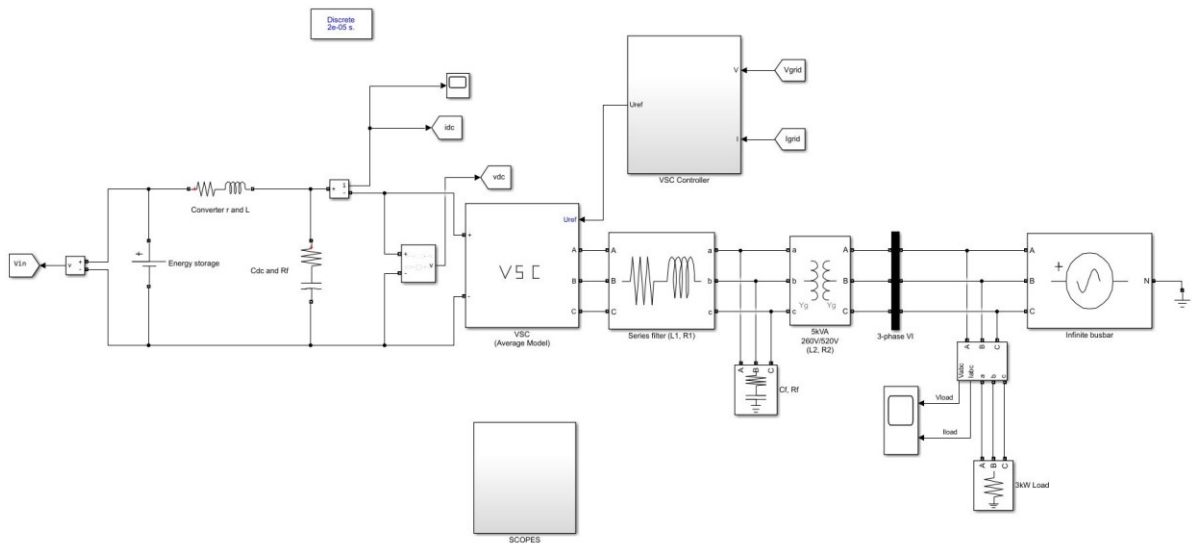 Discrete
2e-05 s.
V
Vgrid
Uref
I
Igrid
VSC Controller
idc
vdc
Converter r and L
Vin
v
+
-
Energy storage
Cdc and Rf
i
+
-
+
-
v
Uref
+
-
VSC
A
B
C
VSC
(Average Model)
A
B
C
a
b
c
Series filter (L1, R1)
a
b
c
Yg Yg
A
B
C
5kVA
260V/520V
(L2, R2)
3-phase VI
A
B
C
N
Infinite busbar
A B C
Cf, Rf
A B C
Vabc
Iabc
a
b
c
Vload
Iload
A B C
3kW Load
SCOPES